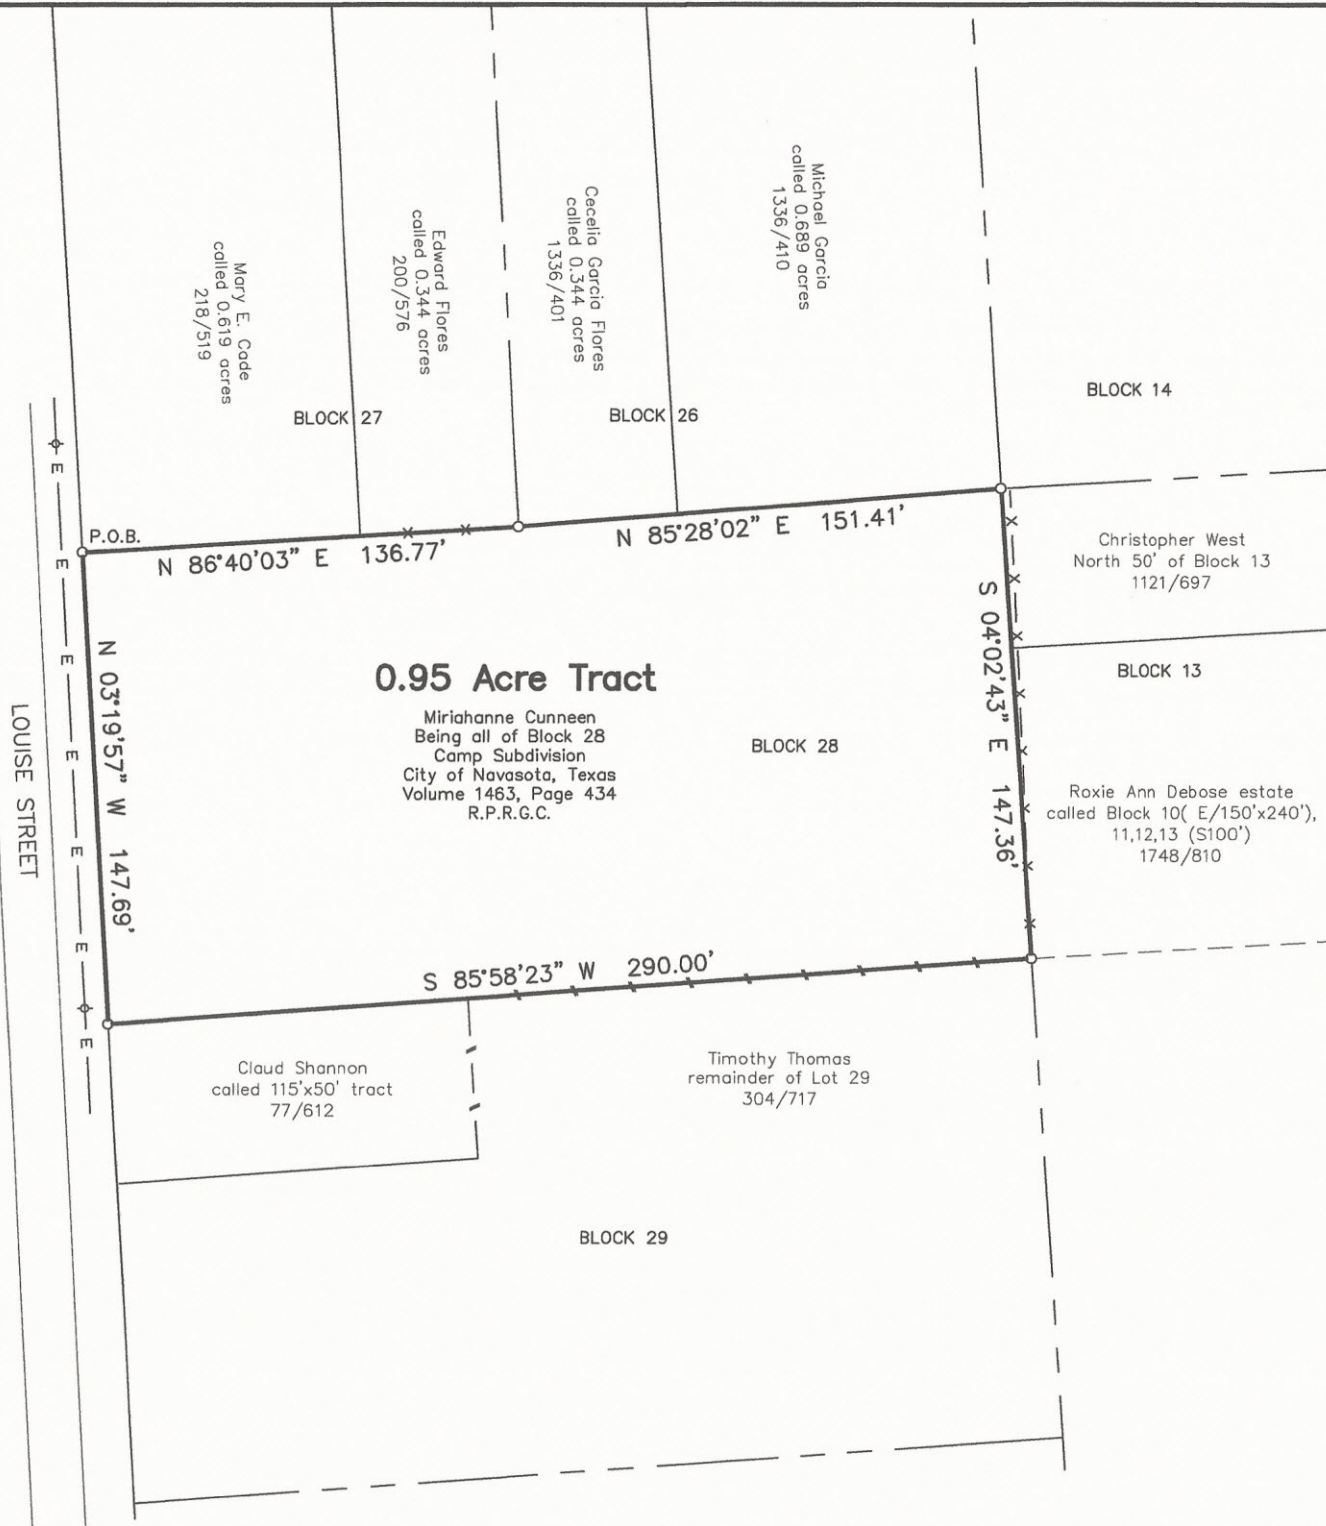 Mary E. Cade
called 0.619 acres
218/519
Edward Flores
called 0.344 acres
200/576
Cecelia Garcia Flores
called 0.344 acres
1336/401
Michael Garcia
called 0.689 acres
1336/410
BLOCK 27
BLOCK 26
BLOCK 14
E
P.O.B.
N 86°40'03" E 136.77'
N 85°28'02" E 151.41'
Christopher West
North 50' of Block 13
1121/697
E
N 03°19'57" W 147.69'
S 04°02'43" E 147.36'
E
0.95 Acre Tract
Miriahanne Cunneen
Being all of Block 28
Camp Subdivision
City of Navasota, Texas
Volume 1463, Page 434
R.P.R.G.C.
BLOCK 28
BLOCK 13
LOUISE STREET
E
Roxie Ann Debose estate
called Block 10( E/150'x240'),
11,12,13 (S100')
1748/810
E
E
S 85°58'23" W 290.00'
E
Claud Shannon
called 115'x50' tract
77/612
Timothy Thomas
remainder of Lot 29
304/717
BLOCK 29